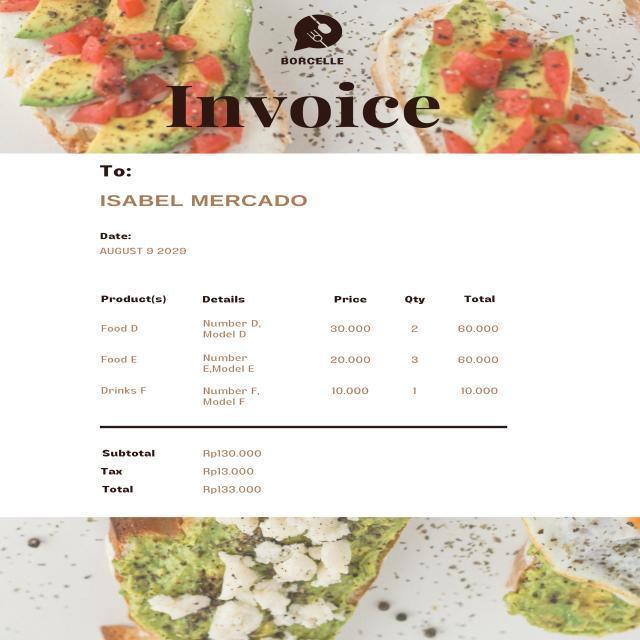 BORCELLE
Invoice
To:
ISABEL MERCADO
Date:
AUGUST 9 2029
Product(s) Details Price Qty Total
Food D Number D, Model D 30.000 2 60.000
Food E Number E,Model E 20.000 3 60.000
Drinks F Number F, Model F 10.000 1 10.000
Subtotal Rp130.000
Tax Rp13.000
Total Rp133.000